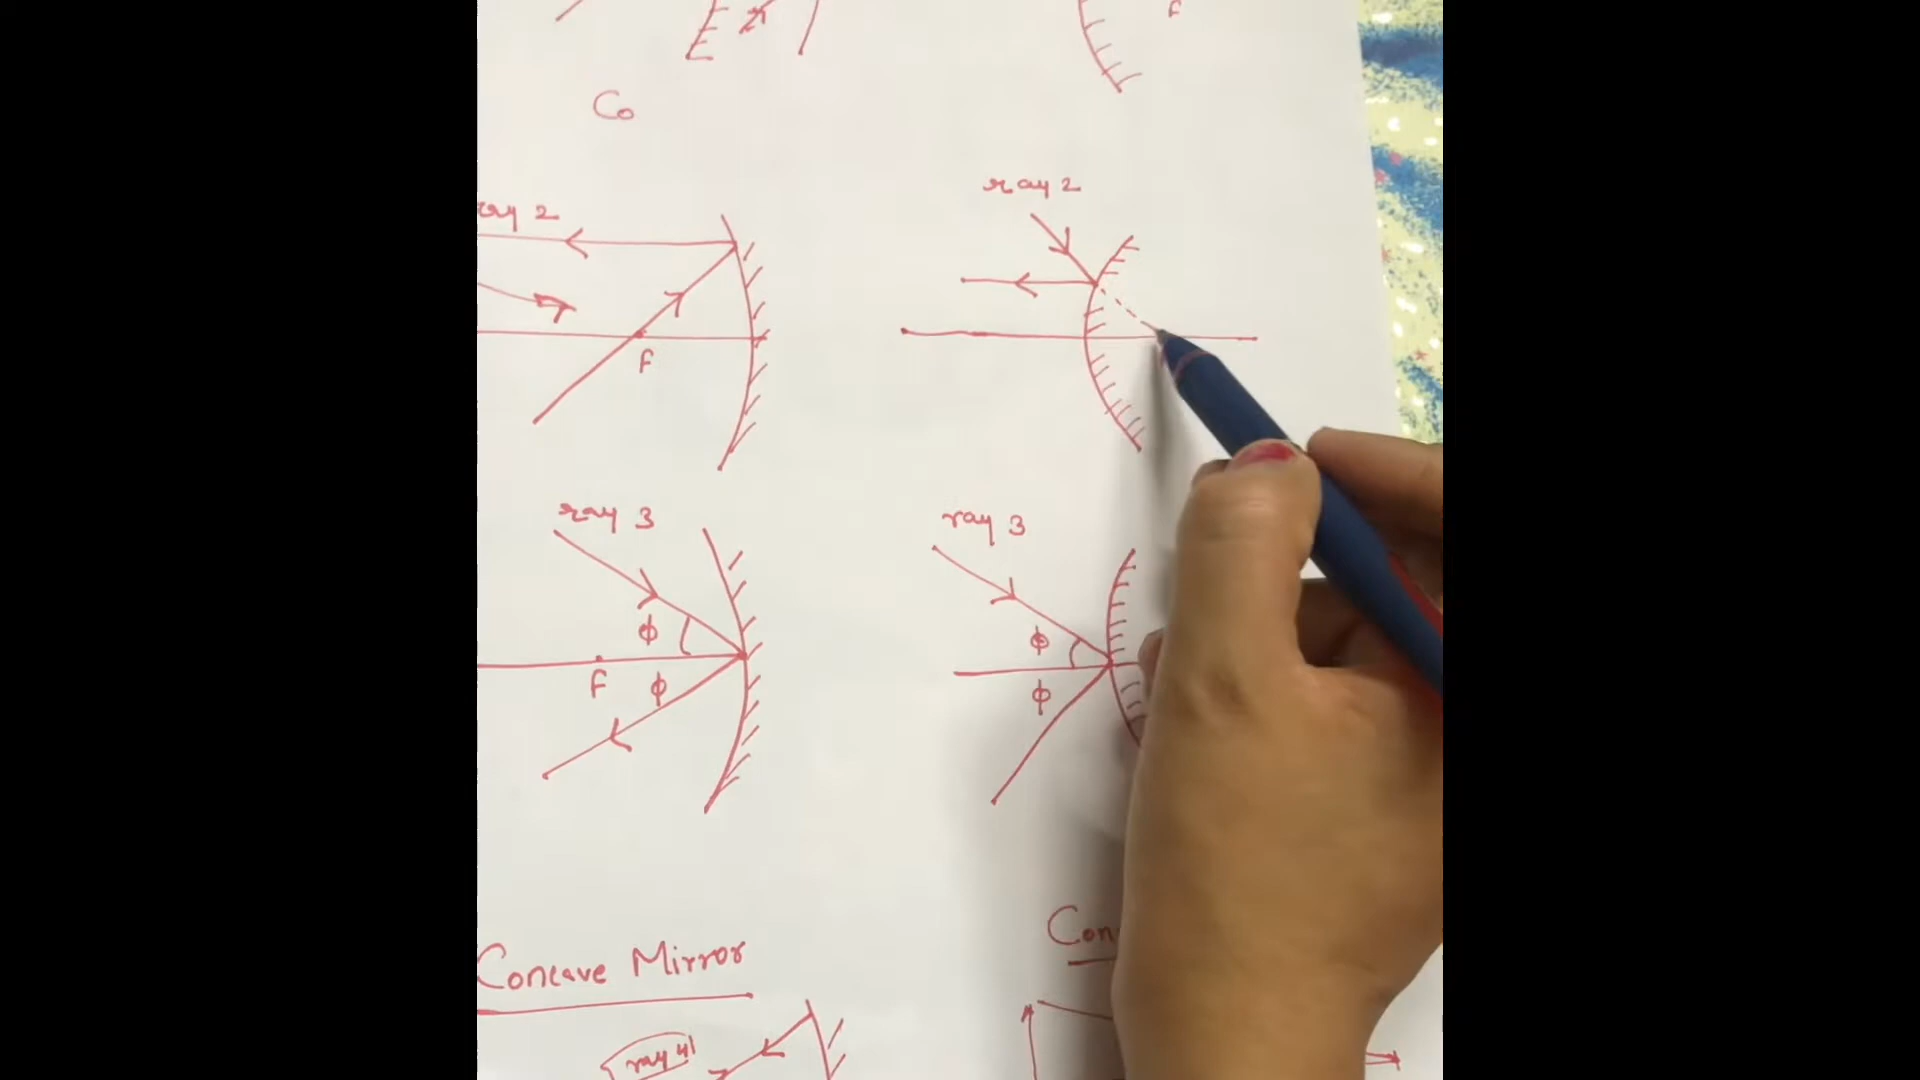 F
Co
ray 2
ray 2
F
ray 3
ray 3
ϕ
ϕ
F
ϕ
ϕ
Concave Mirror
ray 4